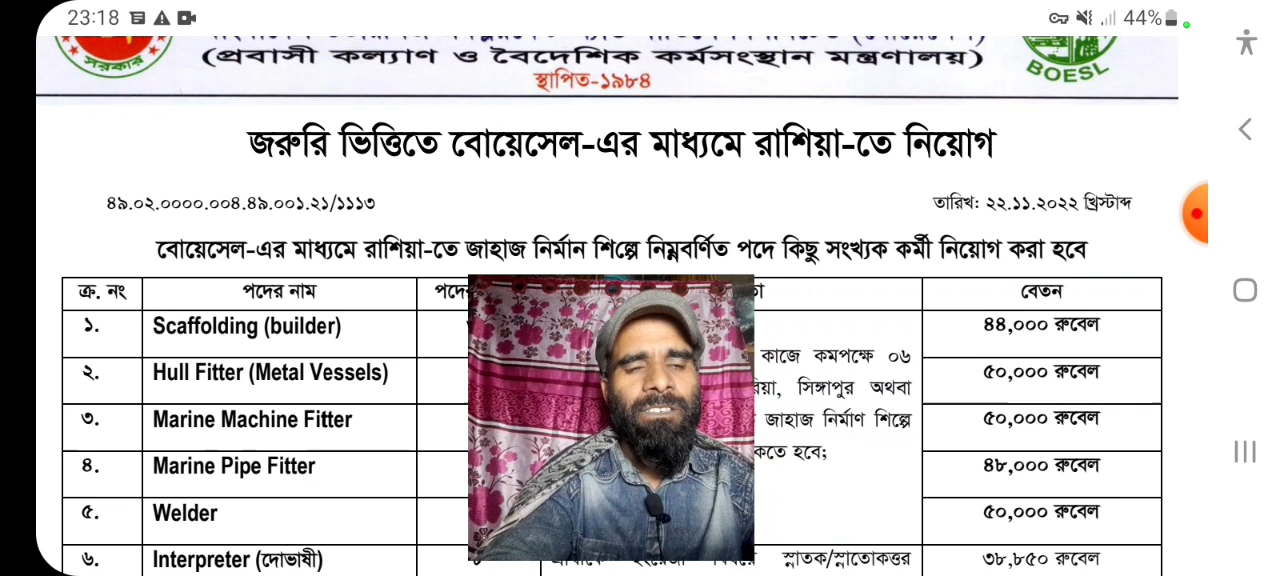 23:18
44%
সরকার
(প্রবাসী কল্যাণ ও বৈদেশিক কর্মসংস্থান মন্ত্রণালয়)
স্থাপিত-১৯৮৪
BOESL
জরুরি ভিত্তিতে বোয়েসেল-এর মাধ্যমে রাশিয়া-তে নিয়োগ
৪৯.০২.০০০০.০০৪.৪৯.০০১.২১/১১১৩ তারিখ: ২২.১১.২০২২ খ্রিস্টাব্দ
বোয়েসেল-এর মাধ্যমে রাশিয়া-তে জাহাজ নির্মান শিল্পে নিম্নবর্ণিত পদে কিছু সংখ্যক কর্মী নিয়োগ করা হবে
ক্র. নং পদের নাম বেতন
১. Scaffolding (builder) ৪৪,০০০ রুবেল
কাজে কমপক্ষে ০৬
২. Hull Fitter (Metal Vessels) ৫০,০০০ রুবেল
সিঙ্গাপুর অথবা
৩. Marine Machine Fitter ৫০,০০০ রুবেল
জাহাজ নির্মাণ শিল্পে
হবে;
৪. Marine Pipe Fitter ৪৮,০০০ রুবেল
৫. Welder ৫০,০০০ রুবেল
৬. Interpreter (দোভাষী) স্নাতক/স্নাতোকত্তর ৩৮,৮৫০ রুবেল